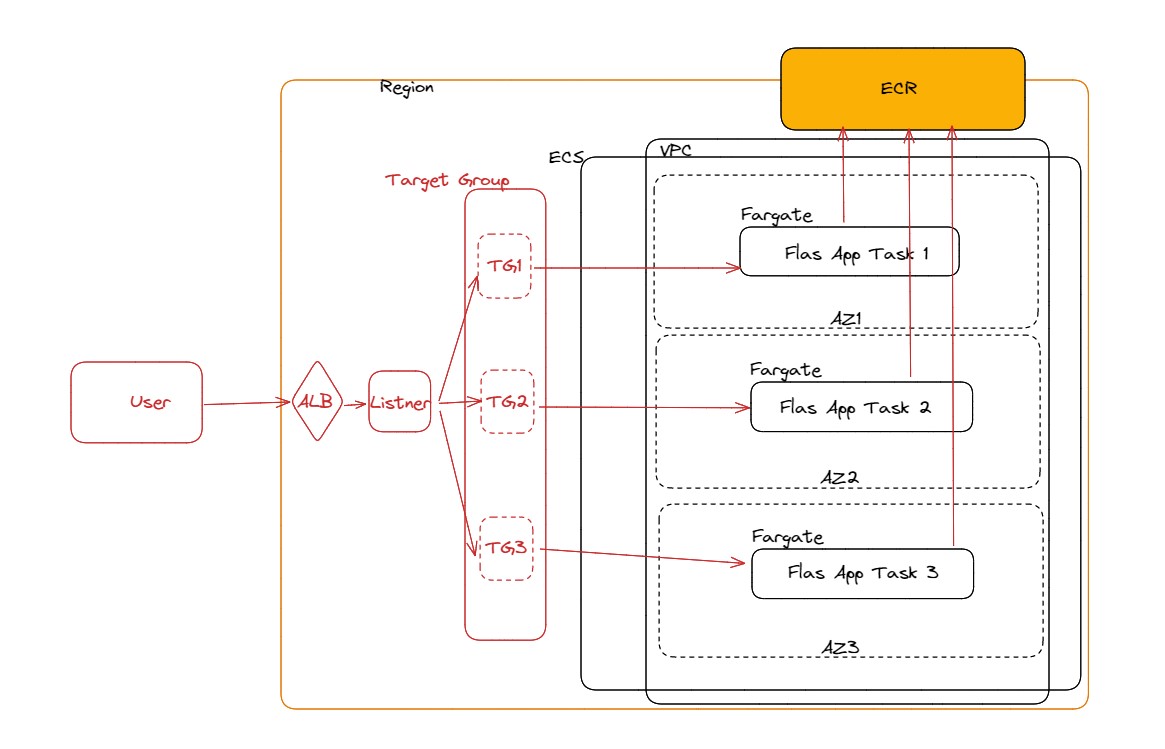 ECR
Region
VPC
ECS
Target Group
Fargate
Flas App Task 1
TG1
AZ1
Fargate
User
ALB
Listner
TG2
Flas App Task 2
AZ2
Fargate
TG3
Flas App Task 3
AZ3